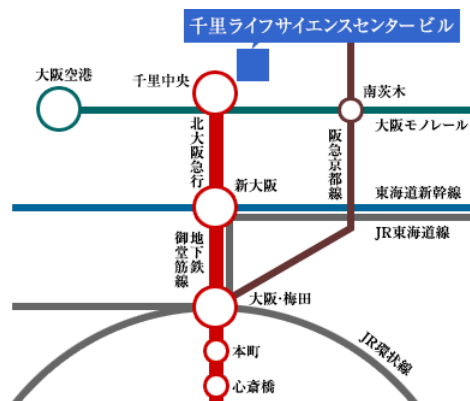 千里ライフサイエンスセンタービル
大阪空港
千里中央
南茨木
大阪モノレール
北大阪急行
阪急京都線
新大阪
東海道新幹線
JR東海道線
地下鉄
御堂筋線
大阪・梅田
JR環状線
本町
心斎橋